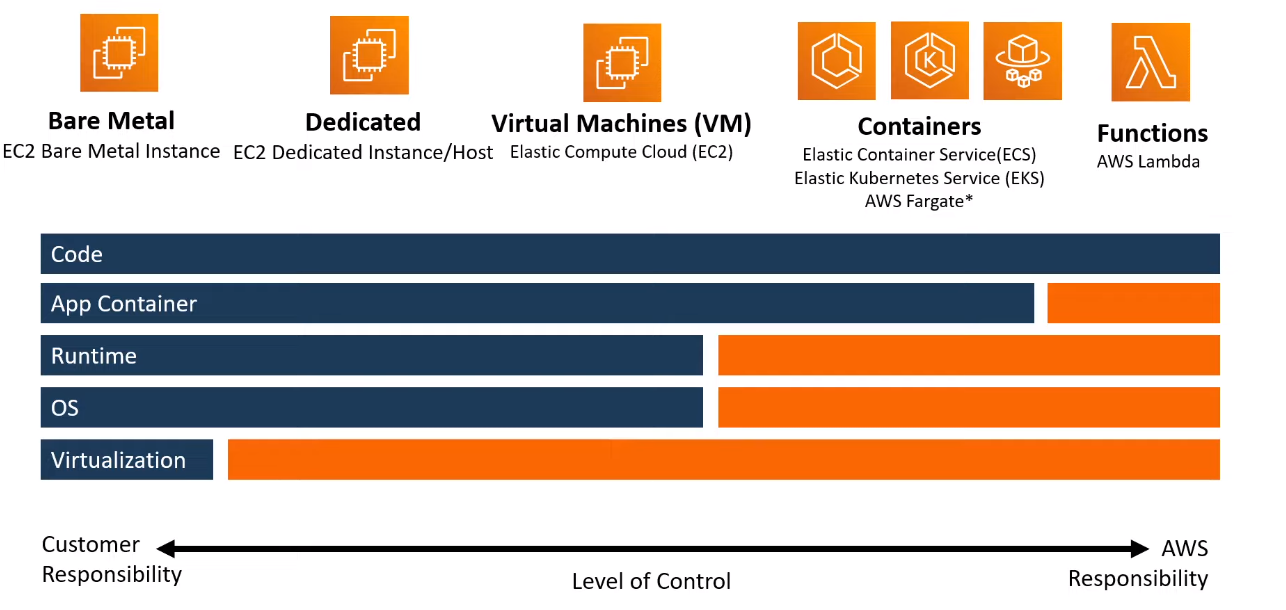 Bare Metal
EC2 Bare Metal Instance
Dedicated
EC2 Dedicated Instance/Host
Virtual Machines (VM)
Elastic Compute Cloud (EC2)
K
Containers
Elastic Container Service(ECS)
Elastic Kubernetes Service (EKS)
AWS Fargate*
Functions
AWS Lambda
Code
App Container
Runtime
OS
Virtualization
Customer
Responsibility
Level of Control
AWS
Responsibility